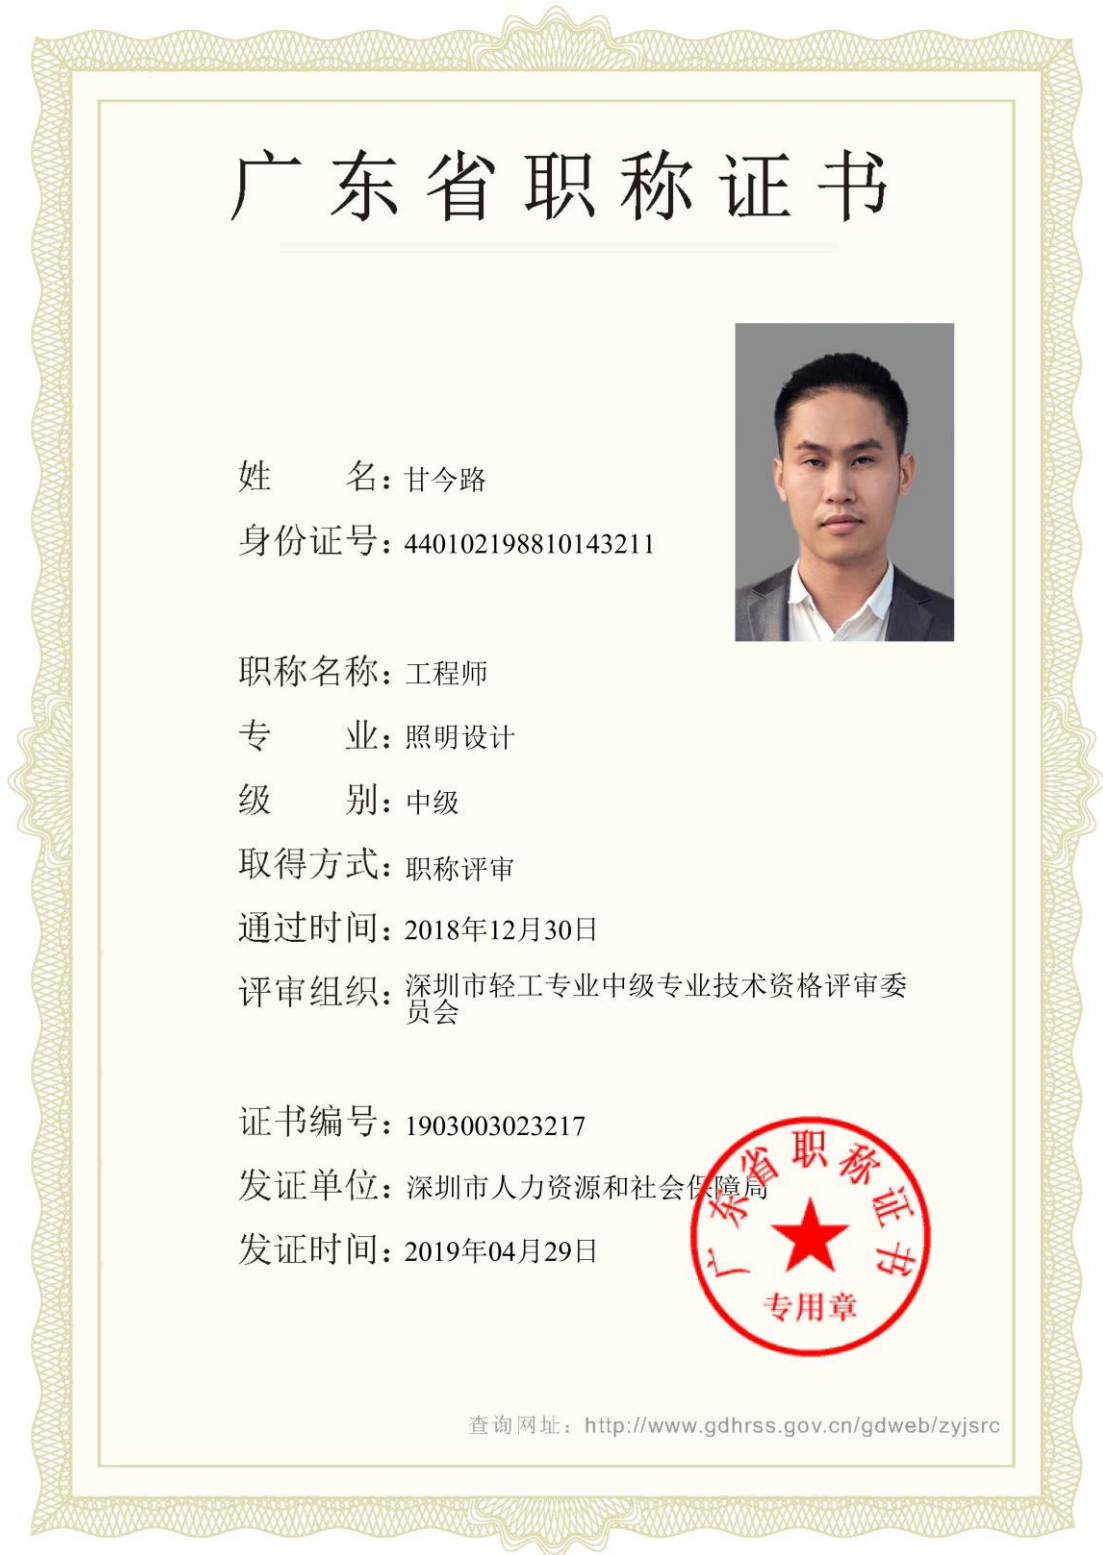 广东省职称证书
姓 名：甘今路
身份证号：440102198810143211
职称名称：工程师
专 业：照明设计
级 别：中级
取得方式：职称评审
通过时间：2018年12月30日
评审组织：深圳市轻工专业中级专业技术资格评审委
员会
证书编号：1903003023217
发证单位：深圳市人力资源和社会保障局
发证时间：2019年04月29日
广东省职称证书
专用章
查询网址：http://www.gdhrss.gov.cn/gdweb/zyjsrc